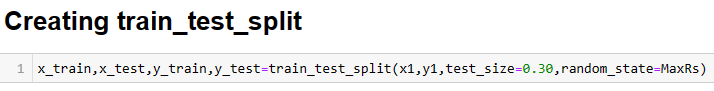 Creating train_test_split
1 x_train,x_test,y_train,y_test=train_test_split(x1,y1,test_size=0.30,random_state=MaxRs)